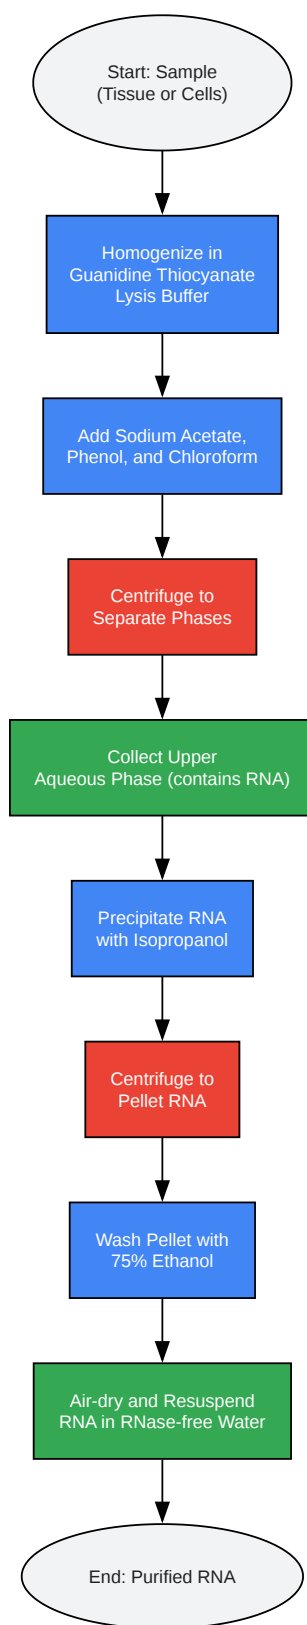 Start: Sample
(Tissue or Cells)
Homogenize in
Guanidine Thiocyanate
Lysis Buffer
Add Sodium Acetate,
Phenol, and Chloroform
Centrifuge to
Separate Phases
Collect Upper
Aqueous Phase (contains RNA)
Precipitate RNA
with Isopropanol
Centrifuge to
Pellet RNA
Wash Pellet with
75% Ethanol
Air-dry and Resuspend
RNA in RNase-free Water
End: Purified RNA